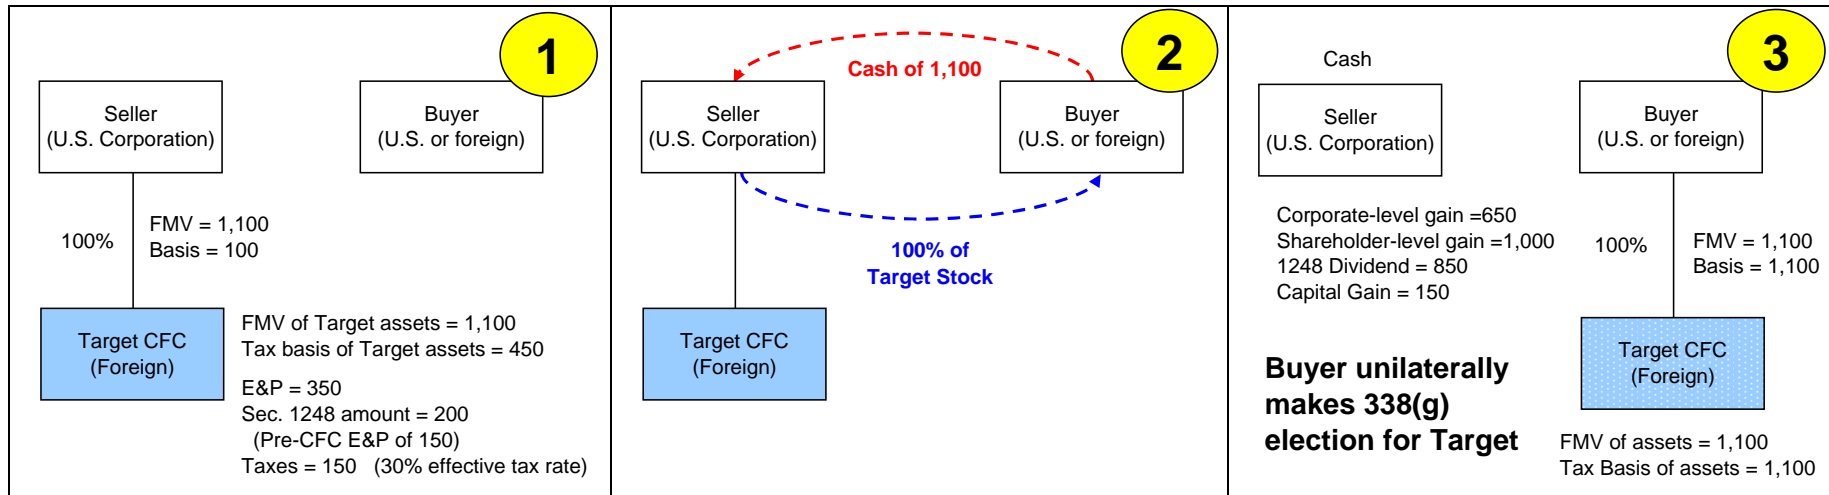 1
Seller
(U.S. Corporation)
Buyer
(U.S. or foreign)
100%
FMV = 1,100
Basis = 100
Target CFC
(Foreign)
FMV of Target assets = 1,100
Tax basis of Target assets = 450
E&P = 350
Sec. 1248 amount = 200
(Pre-CFC E&P of 150)
Taxes = 150 (30% effective tax rate)
2
Cash of 1,100
Seller
(U.S. Corporation)
Buyer
(U.S. or foreign)
100% of
Target Stock
Target CFC
(Foreign)
3
Cash
Seller
(U.S. Corporation)
Buyer
(U.S. or foreign)
Corporate-level gain =650
Shareholder-level gain =1,000
1248 Dividend = 850
Capital Gain = 150
100%
FMV = 1,100
Basis = 1,100
Buyer unilaterally
makes 338(g)
election for Target
Target CFC
(Foreign)
FMV of assets = 1,100
Tax Basis of assets = 1,100